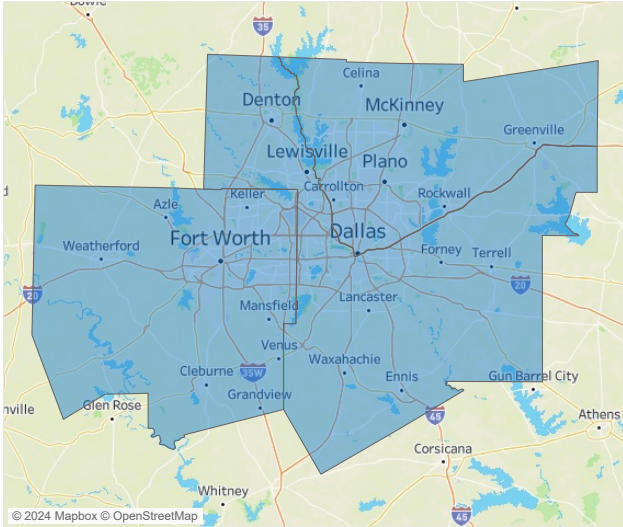 Bowie
35
Celina
Denton
McKinney
Greenville
Lewisville
Plano
Carrollton
Keller
Rockwall
Azle
Dallas
Fort Worth
Weatherford
Forney
Terrell
20
20
Lancaster
Mansfield
Venus
Waxahachie
Cleburne
35W
Ennis
Gun Barrel City
Grandview
nville
Glen Rose
45
Athens
Corsicana
Whitney
45
© 2024 Mapbox © OpenStreetMap